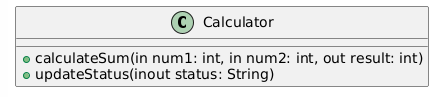 C Calculator
calculateSum(in num1: int, in num2: int, out result: int)
updateStatus(inout status: String)